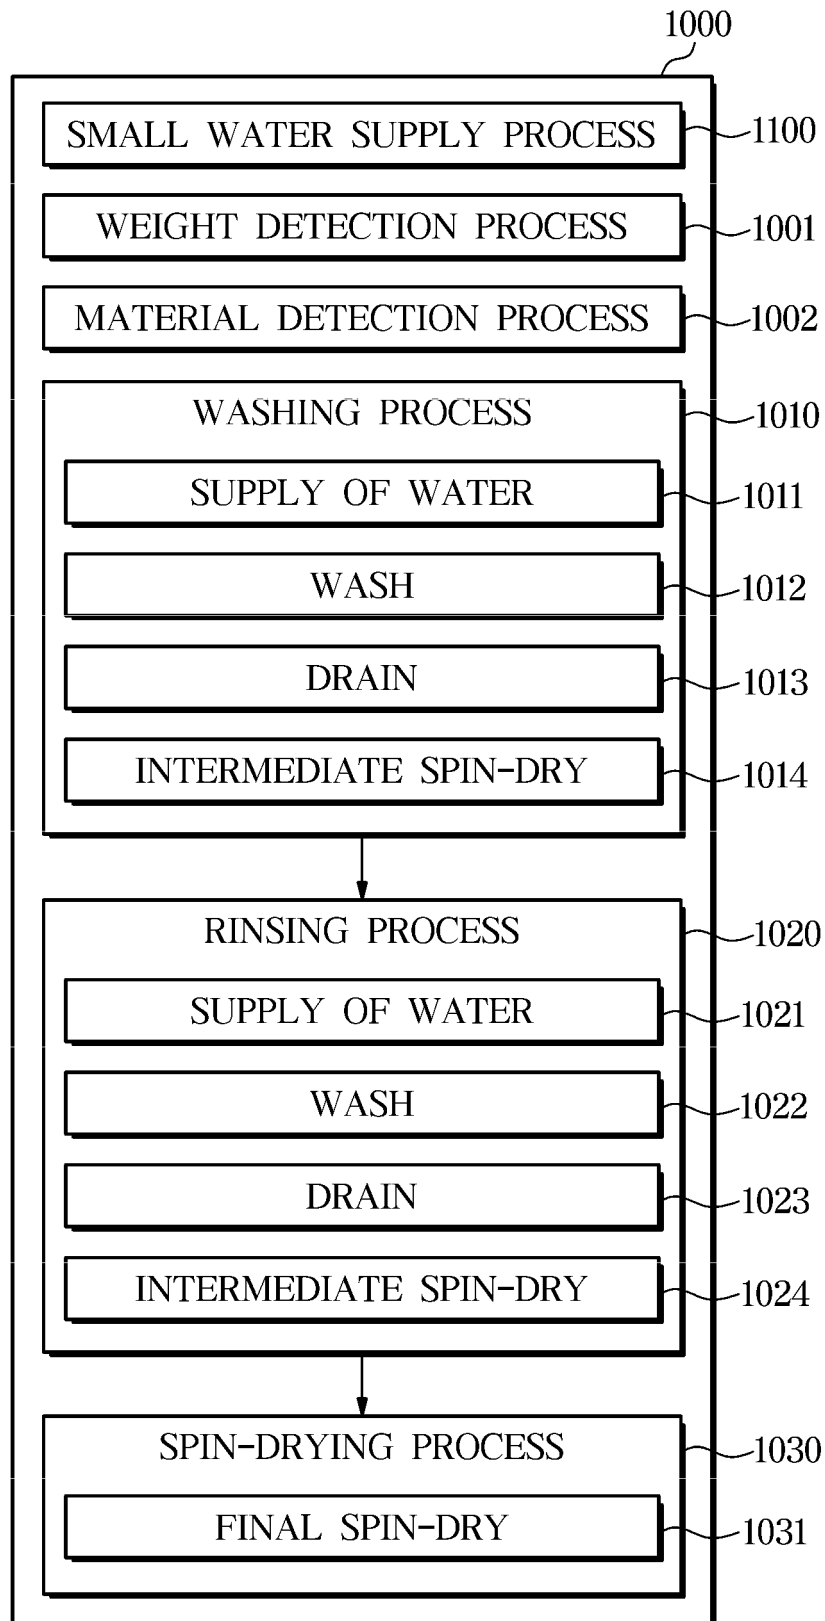 1000
SMALL WATER SUPPLY PROCESS 1100
WEIGHT DETECTION PROCESS 1001
MATERIAL DETECTION PROCESS 1002
WASHING PROCESS 1010
SUPPLY OF WATER 1011
WASH 1012
DRAIN 1013
INTERMEDIATE SPIN-DRY 1014
RINSING PROCESS 1020
SUPPLY OF WATER 1021
WASH 1022
DRAIN 1023
INTERMEDIATE SPIN-DRY 1024
SPIN-DRYING PROCESS 1030
FINAL SPIN-DRY 1031